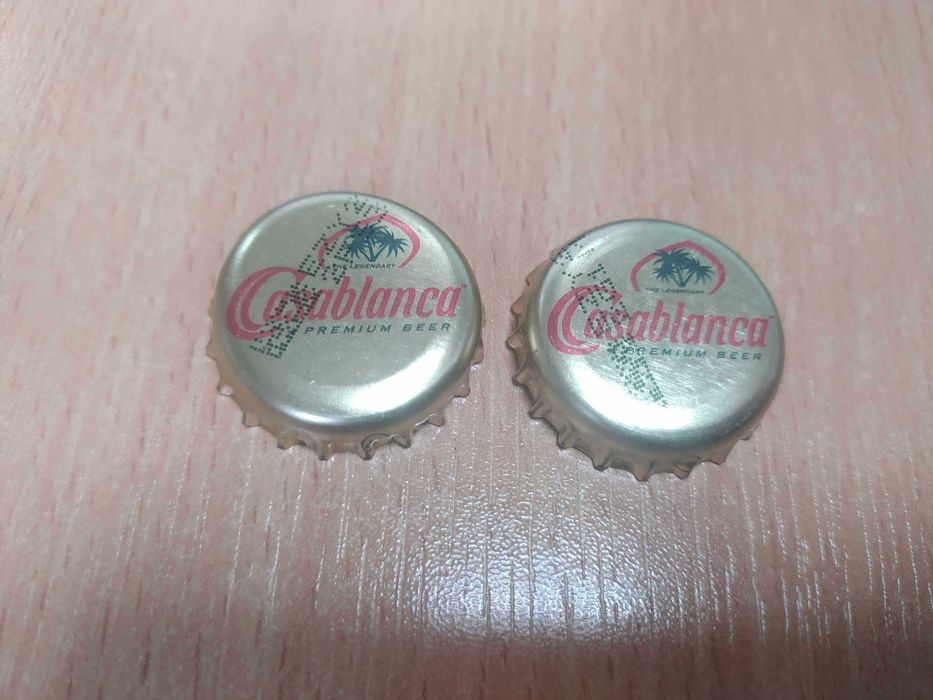 THE LEGENDARY
Casablanca
PREMIUM BEER
THE LEGENDARY
Casablanca
PREMIUM BEER